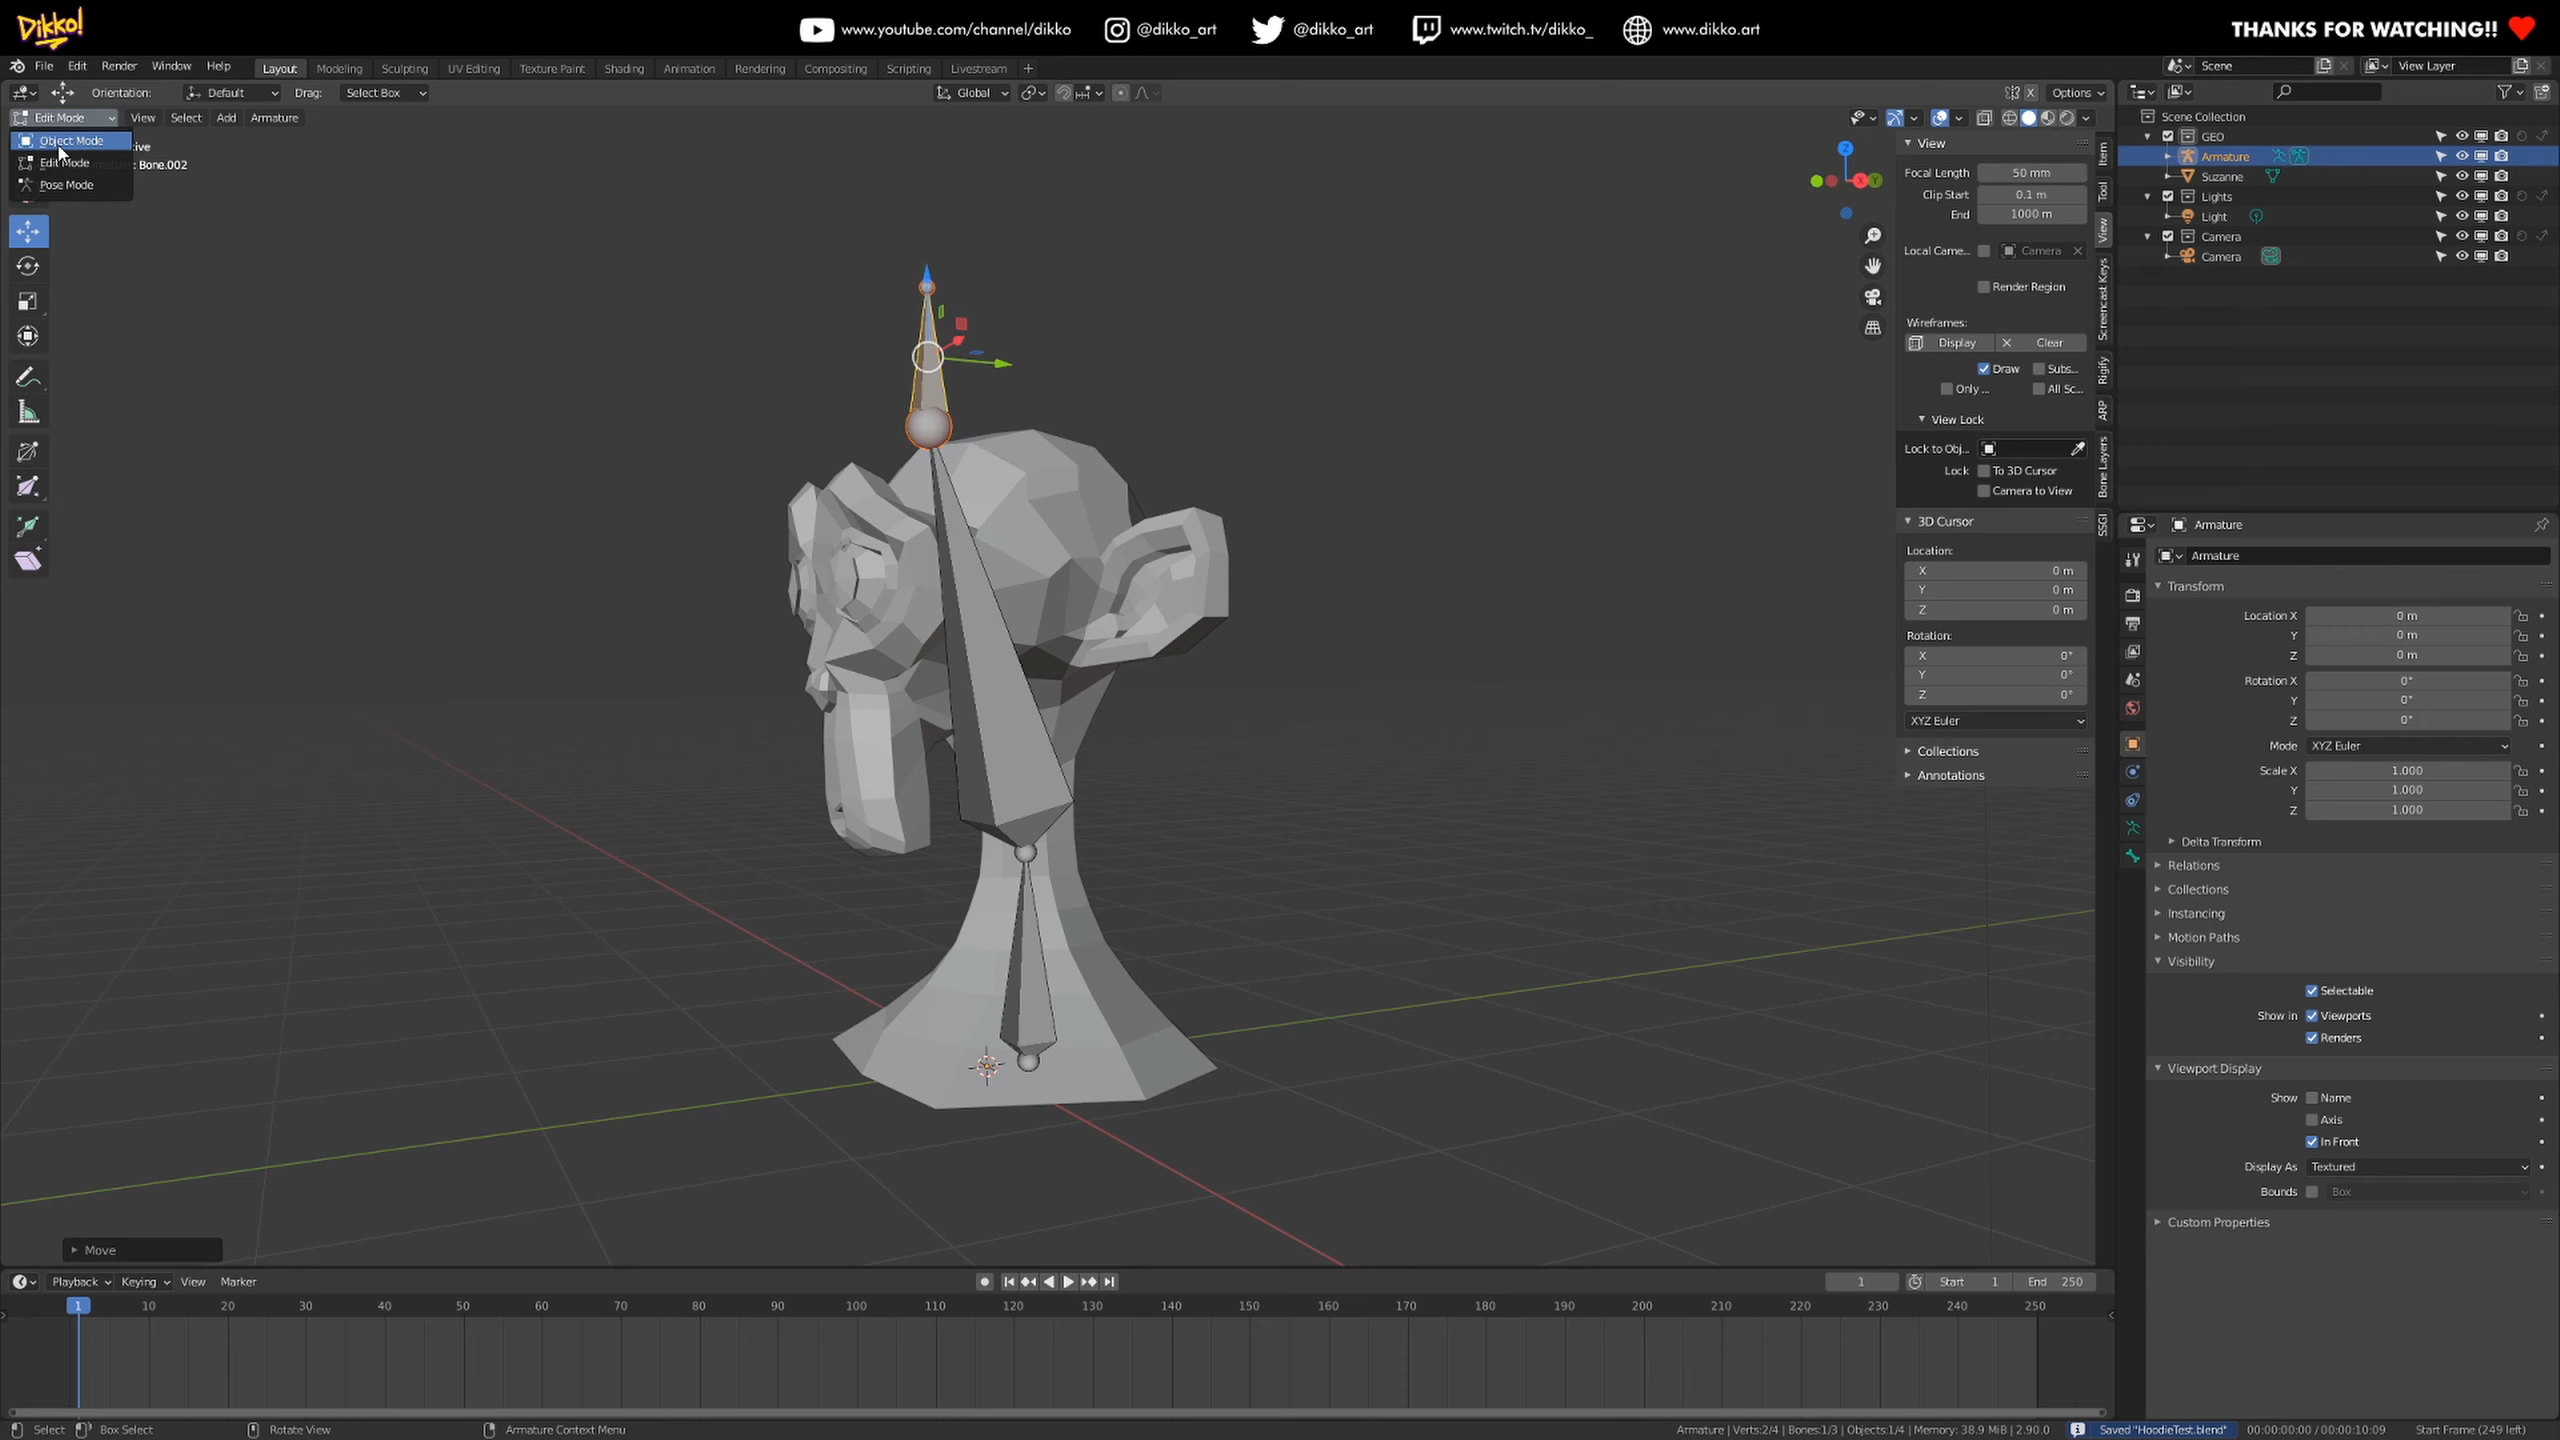 Dikko!
www.youtube.com/channel/dikko
@dikko_art
@dikko_art
www.twitch.tv/dikko_
www.dikko.art
THANKS FOR WATCHING!!
File Edit Render Window Help
Layout Modeling Sculpting UV Editing Texture Paint Shading Animation Rendering Compositing Scripting Livestream +
Scene
View Layer
Orientation: Default Drag: Select Box
Global
X
Options
Edit Mode View Select Add Armature
Object Mode
Edit Mode
Pose Mode
Bone.002
Z
X
Y
View
Focal Length 50 mm
Clip Start 0.1 m
End 1000 m
Local Came... Camera
Render Region
Wireframes:
Display Clear
Draw Subs...
Only ... All Sc...
View Lock
Lock to Obj...
Lock To 3D Cursor
Camera to View
3D Cursor
Location:
X 0 m
Y 0 m
Z 0 m
Rotation:
X 0°
Y 0°
Z 0°
XYZ Euler
Collections
Annotations
Item
Tool
View
Screencast Keys
Rigify
ARP
Bone Layers
SSGI
Scene Collection
GEO
Armature
Suzanne
Lights
Light
Camera
Camera
Armature
Armature
Transform
Location X 0 m
Y 0 m
Z 0 m
Rotation X 0°
Y 0°
Z 0°
Mode XYZ Euler
Scale X 1.000
Y 1.000
Z 1.000
Delta Transform
Relations
Collections
Instancing
Motion Paths
Visibility
Selectable
Show in Viewports
Renders
Viewport Display
Show Name
Axis
In Front
Display As Textured
Bounds Box
Custom Properties
Move
Playback Keying View Marker
1
Start 1 End 250
1 10 20 30 40 50 60 70 80 90 100 110 120 130 140 150 160 170 180 190 200 210 220 230 240 250
Select Box Select Rotate View Armature Context Menu
Armature | Verts:2/4 | Bones:1/3 | Objects:1/4 | Memory: 38.9 MiB | 2.90.0
Saved "HoodieTest.blend"
00:00:00:00 / 00:00:10:09
Start Frame (249 left)